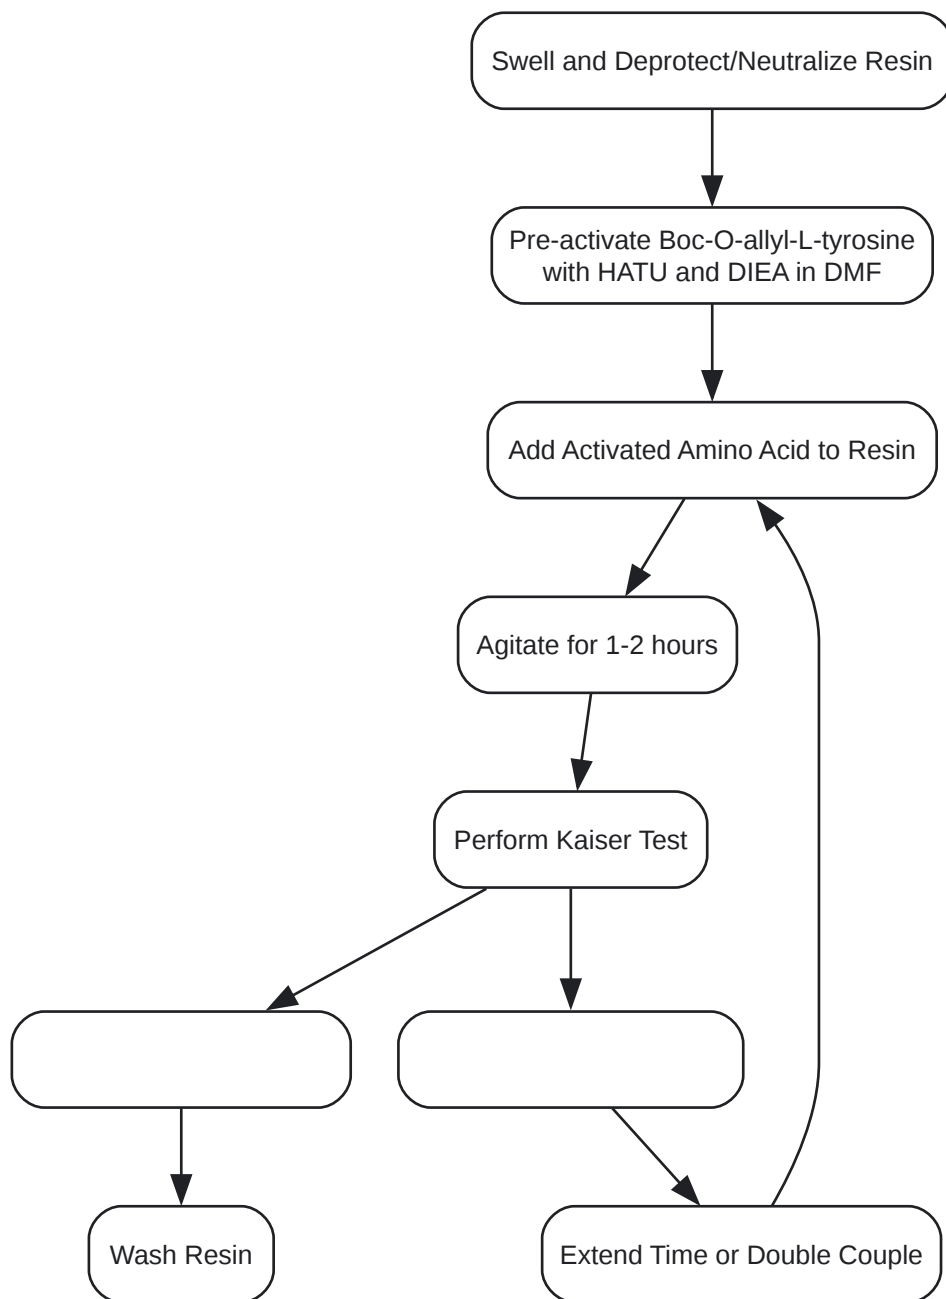 Swell and Deprotect/Neutralize Resin
Pre-activate Boc-O-allyl-L-tyrosine
with HATU and DIEA in DMF
Add Activated Amino Acid to Resin
Agitate for 1-2 hours
Perform Kaiser Test
Wash Resin
Extend Time or Double Couple